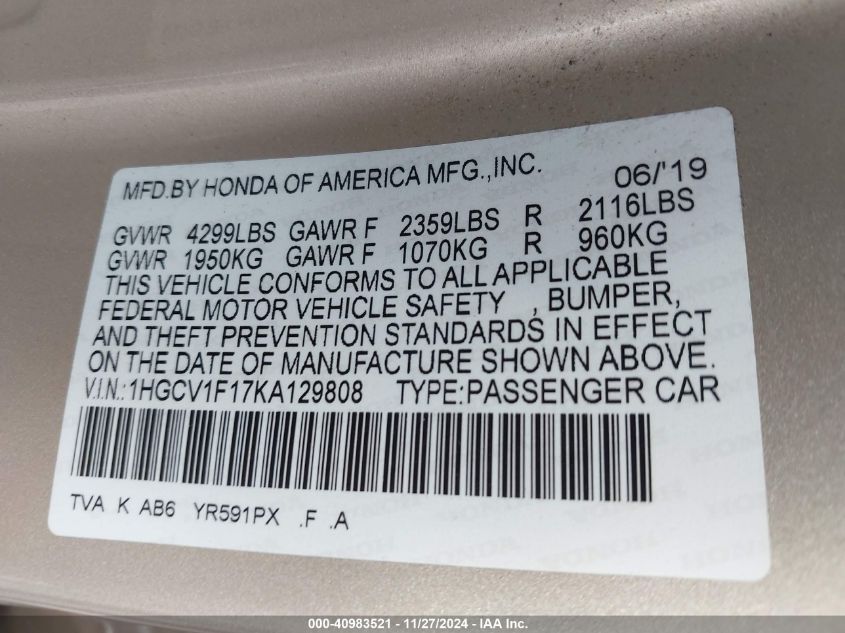 MFD.BY HONDA OF AMERICA MFG.,INC. 06/'19
GVWR 4299LBS GAWR F 2359LBS R 2116LBS
GVWR 1950KG GAWR F 1070KG R 960KG
THIS VEHICLE CONFORMS TO ALL APPLICABLE
FEDERAL MOTOR VEHICLE SAFETY , BUMPER,
AND THEFT PREVENTION STANDARDS IN EFFECT
ON THE DATE OF MANUFACTURE SHOWN ABOVE.
V.I.N.:1HGCV1F17KA129808 TYPE:PASSENGER CAR
TVA K AB6 YR591PX .F .A
HONDA HONDA
000-40983521 - 11/27/2024 - IAA Inc.